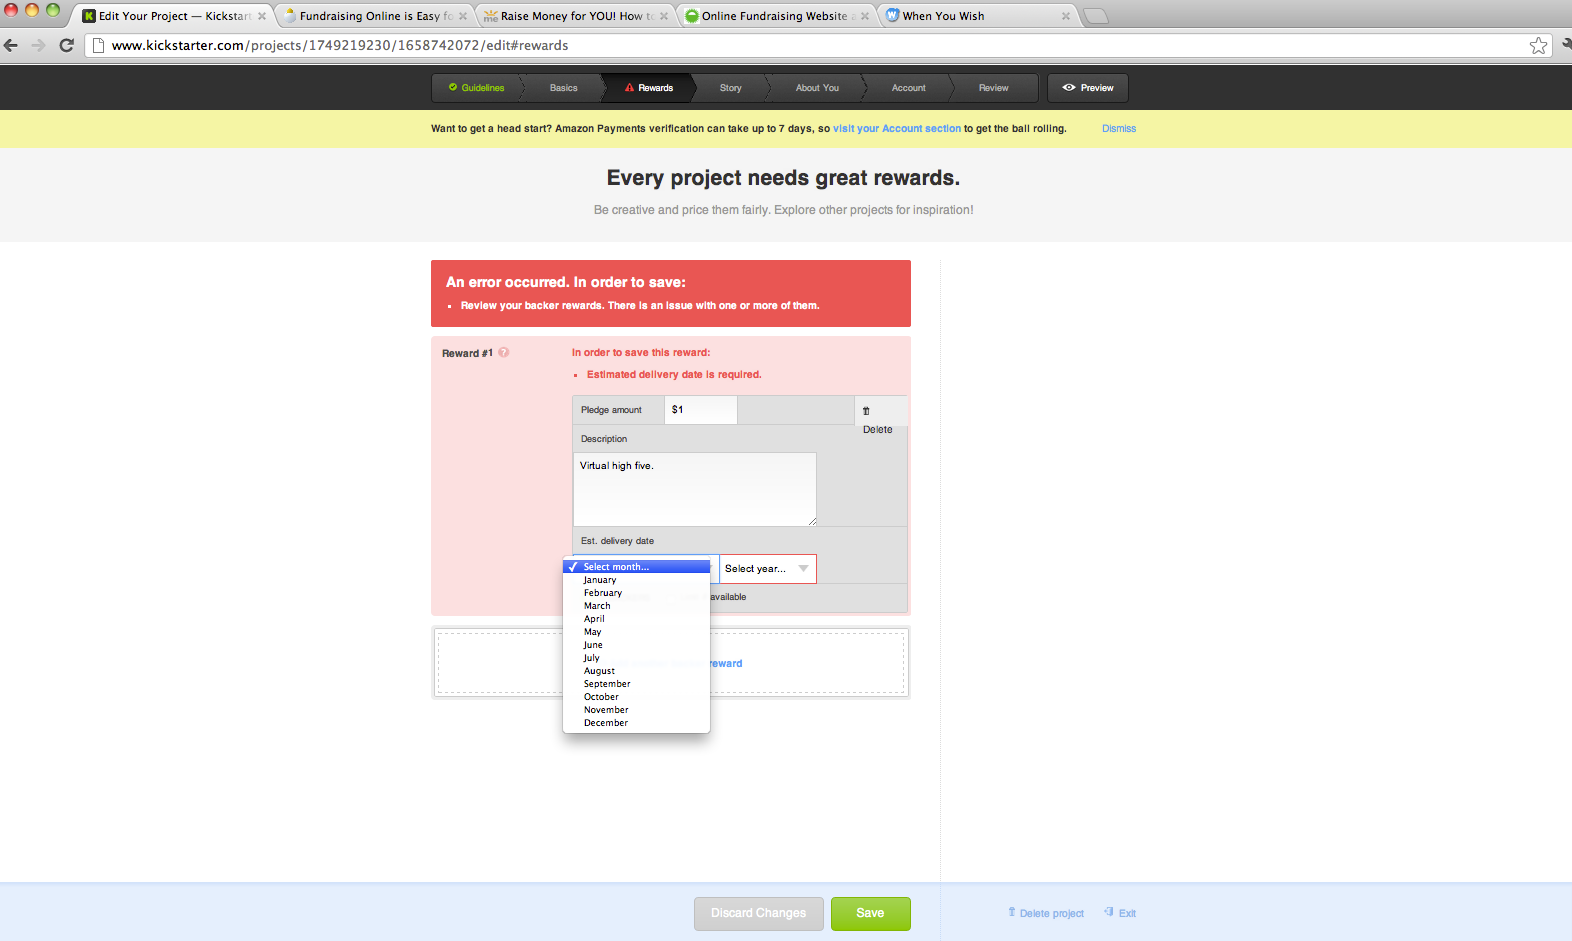 Edit Your Project — Kickstart
Fundraising Online is Easy fo
me Raise Money for YOU! How to
Online Fundraising Website a
When You Wish
www.kickstarter.com/projects/1749219230/1658742072/edit#rewards
Guidelines
Basics
Rewards
Story
About You
Account
Review
Preview
Want to get a head start? Amazon Payments verification can take up to 7 days, so visit your Account section to get the ball rolling.
Dismiss
Every project needs great rewards.
Be creative and price them fairly. Explore other projects for inspiration!
An error occurred. In order to save:
• Review your backer rewards. There is an issue with one or more of them.
Reward #1 ?
In order to save this reward:
• Estimated delivery date is required.
Pledge amount
$1
Delete
Description
Virtual high five.
Est. delivery date
✓ Select month...
Select year...
January
February
March
April
May
June
July
August
September
October
November
December
available
reward
Discard Changes
Save
Delete project
Exit